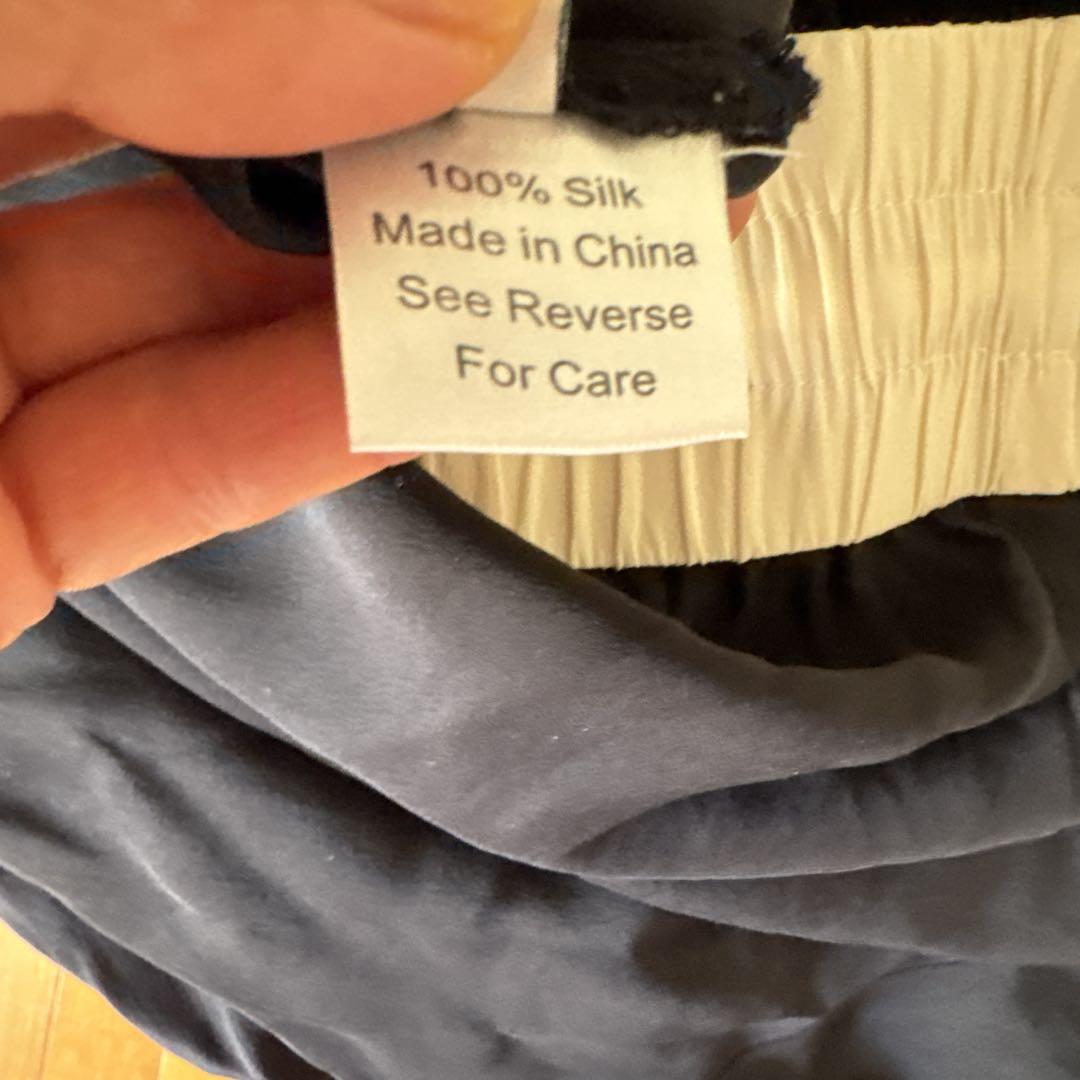 100% Silk
Made in China
See Reverse
For Care